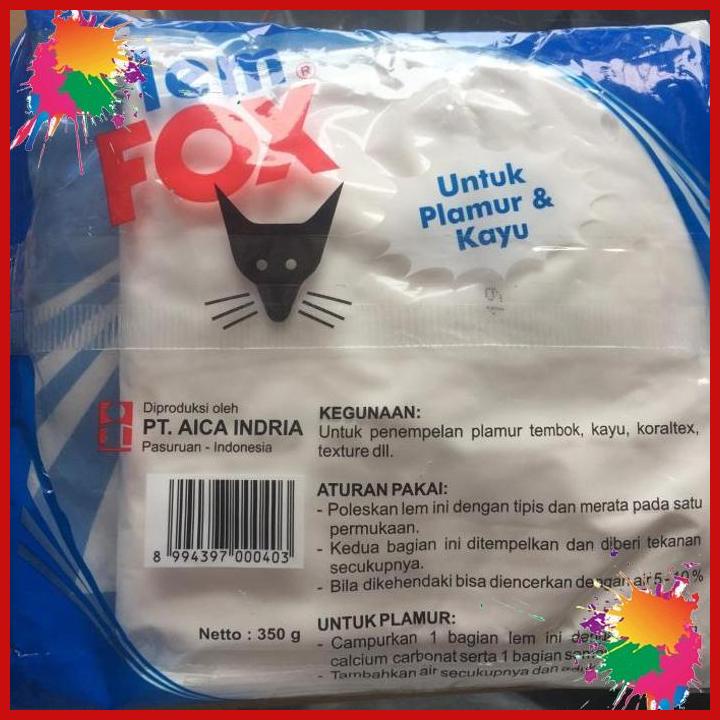 lem®
FOX
Untuk
Plamur &
Kayu
Diproduksi oleh
PT. AICA INDRIA
Pasuruan - Indonesia
8 994397 000403
Netto : 350 g
KEGUNAAN:
Untuk penempelan plamur tembok, kayu, koraltex,
texture dll.
ATURAN PAKAI:
- Poleskan lem ini dengan tipis dan merata pada satu
permukaan.
- Kedua bagian ini ditempelkan dan diberi tekanan
secukupnya.
- Bila dikehendaki bisa diencerkan dengan air 5 - 10 %
UNTUK PLAMUR:
- Campurkan 1 bagian lem ini
calcium carbonat serta 1 bagian
- Tambahkan air secukupnya dan